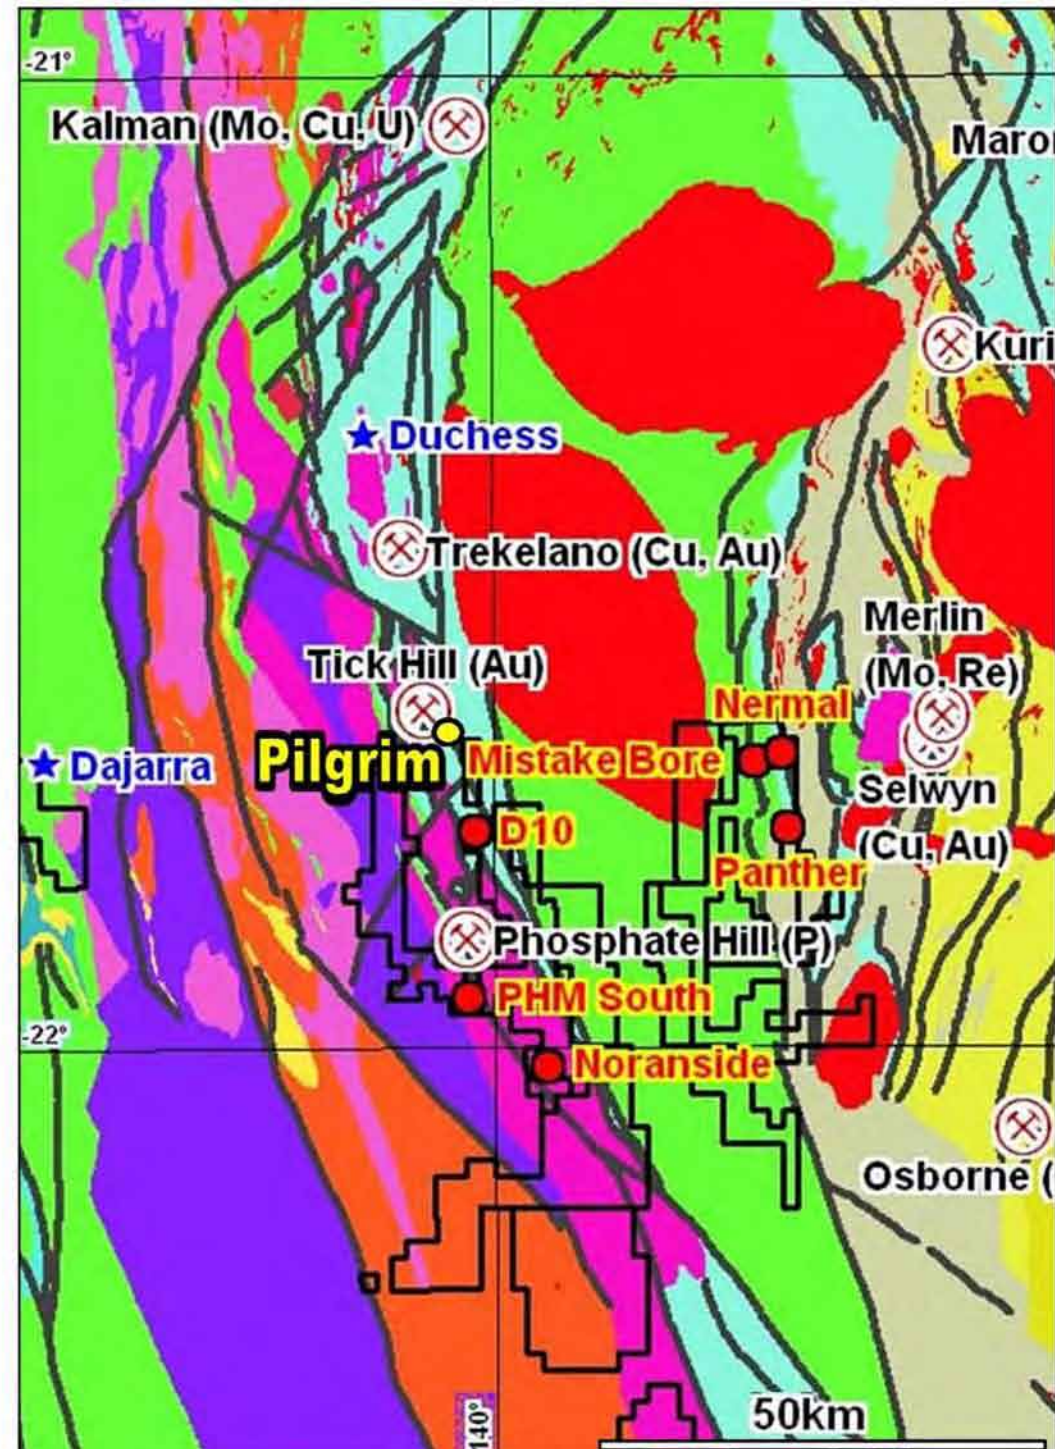 -21°
Kalman (Mo, Cu, U)
Maro
Kuri
Duchess
Trekelano (Cu, Au)
Merlin
(Mo, Re)
Tick Hill (Au)
Nermal
Pilgrim
Mistake Bore
Dajarra
Selwyn
(Cu, Au)
D10
Panther
Phosphate Hill (P)
PHM South
-22°
Noranside
Osborne (
140°
50km